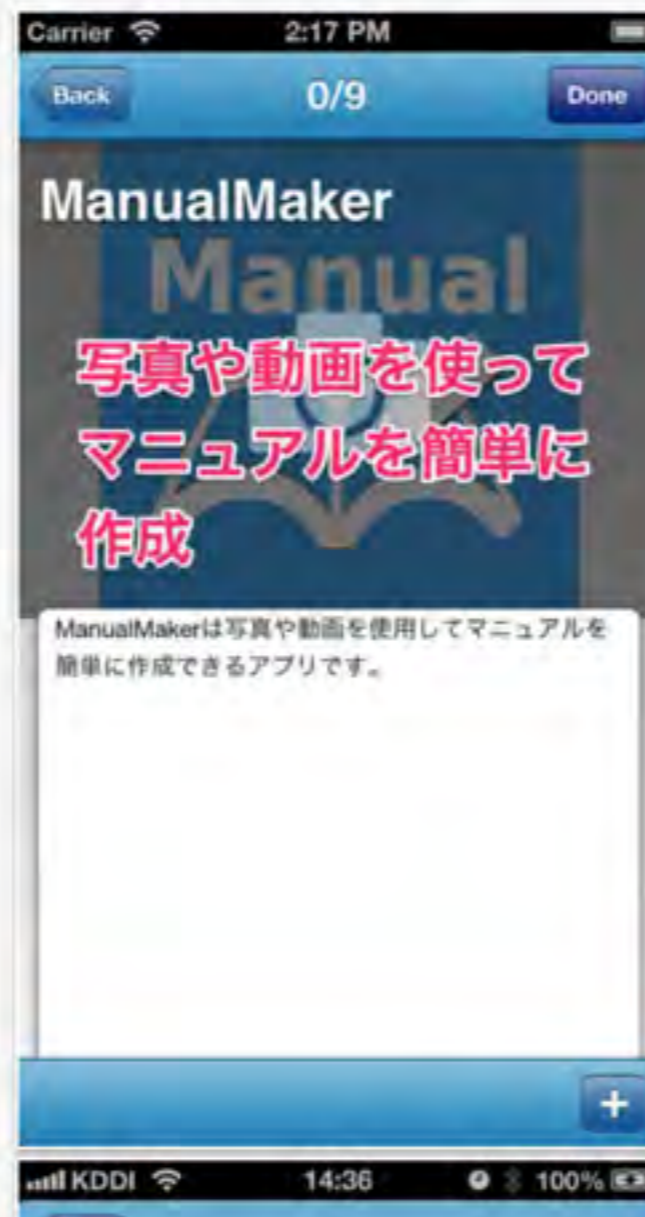 Carrier 2:17 PM
Back 0/9 Done
ManualMaker
Manual
写真や動画を使って
マニュアルを簡単に
作成
ManualMakerは写真や動画を使用してマニュアルを
簡単に作成できるアプリです。
+
KDDI 14:36 100%